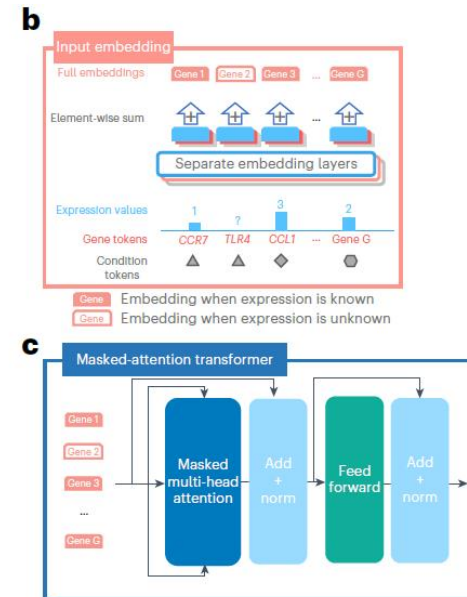 b
Input embedding
Full embeddings Gene 1 Gene 2 Gene 3 ... Gene G
Element-wise sum + + + ... +
Separate embedding layers
Expression values 1 ? 3 2
Gene tokens CCR7 TLR4 CCL1 ... Gene G
Condition
tokens
Gene Embedding when expression is known
Gene Embedding when expression is unknown
c
Masked-attention transformer
Gene 1
Gene 2
Gene 3
...
Gene G
Masked
multi-head
attention
Add
+
norm
Feed
forward
Add
+
norm